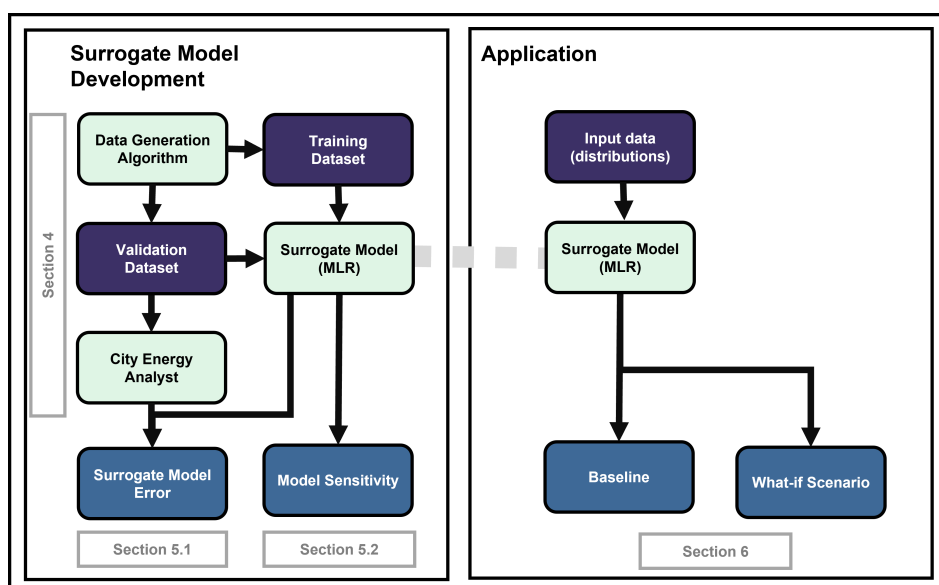 Surrogate Model
Development
Application
Section 4
Data Generation
Algorithm
Training
Dataset
Validation
Dataset
Surrogate Model
(MLR)
City Energy
Analyst
Surrogate Model
Error
Model Sensitivity
Section 5.1
Section 5.2
Input data
(distributions)
Surrogate Model
(MLR)
Baseline
What-if Scenario
Section 6